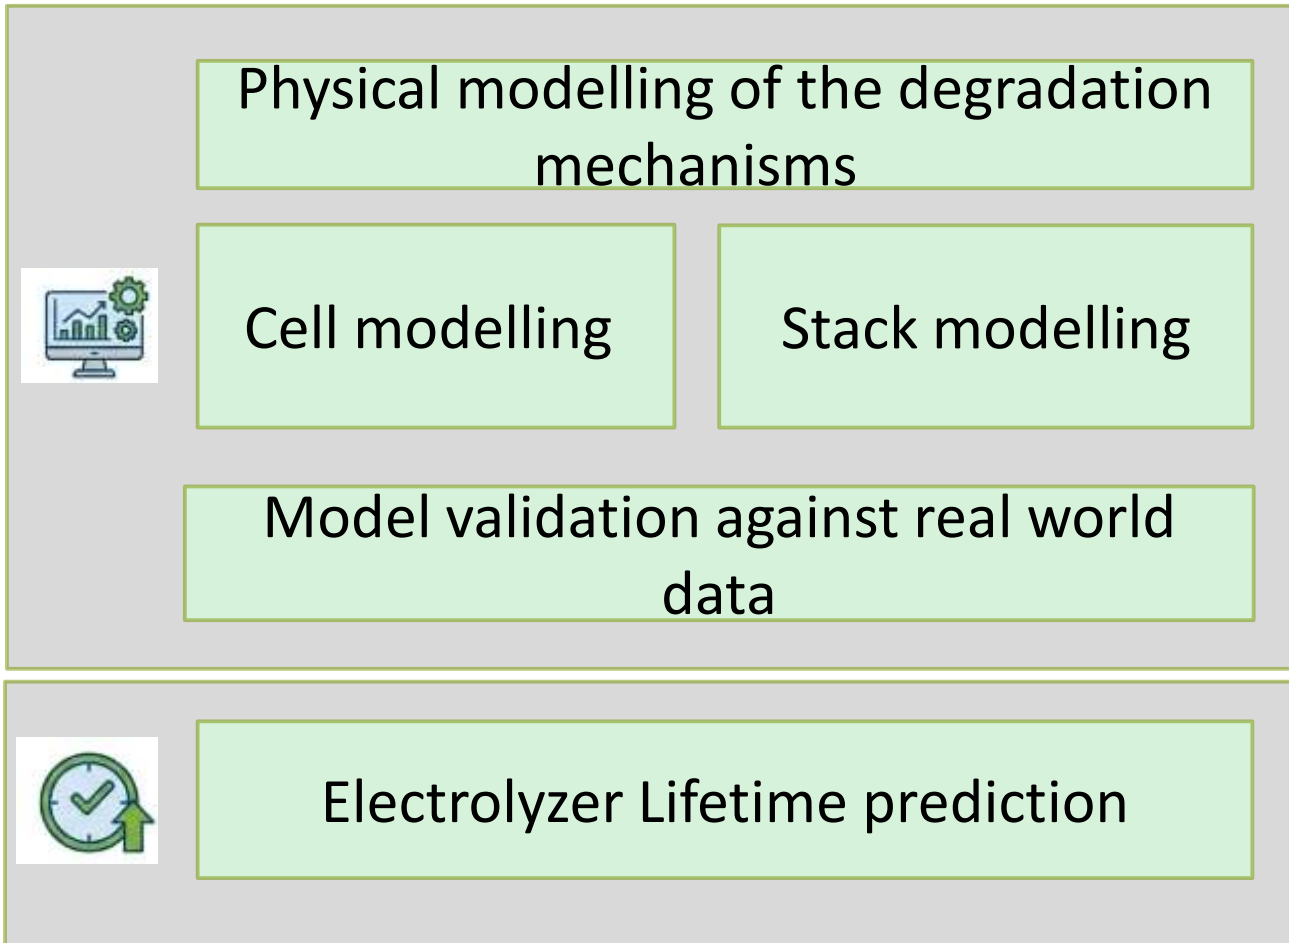 Physical modelling of the degradation
mechanisms
Cell modelling
Stack modelling
Model validation against real world
data
Electrolyzer Lifetime prediction